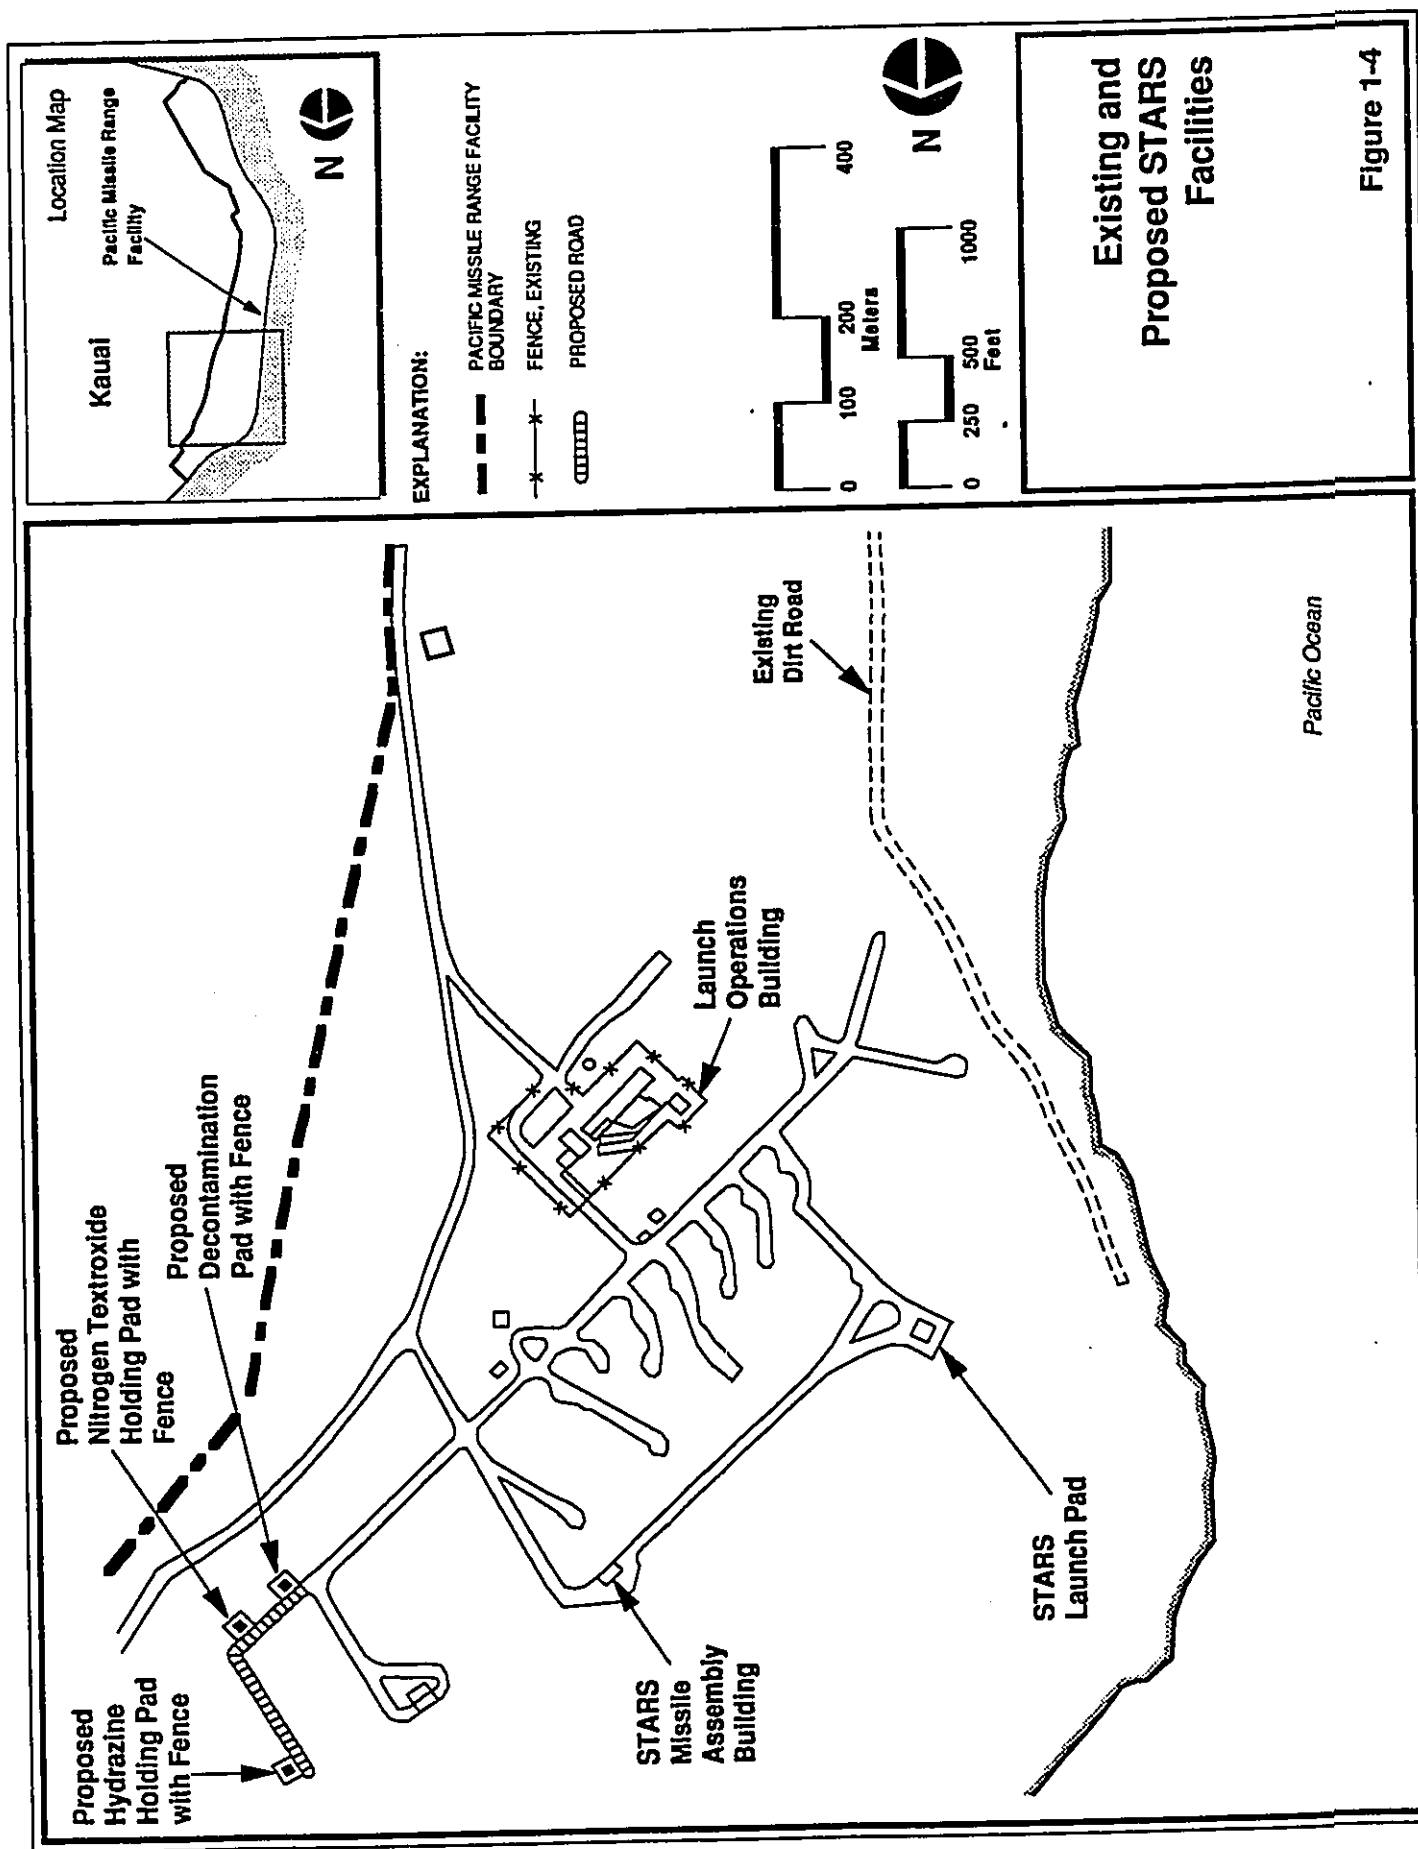 Proposed
Hydrazine
Holding Pad
with Fence
Proposed
Nitrogen Textroxide
Holding Pad with
Fence
Proposed
Decontamination
Pad with Fence
STARS
Missile
Assembly
Building
STARS
Launch Pad
Launch
Operations
Building
Existing
Dirt Road
Pacific Ocean
Location Map
Kauai
Pacific Missile Range
Facility
N
EXPLANATION:
PACIFIC MISSILE RANGE FACILITY
BOUNDARY
FENCE, EXISTING
PROPOSED ROAD
0 100 200 400
Meters
0 250 500 1000
Feet
N
Existing and
Proposed STARS
Facilities
Figure 1-4